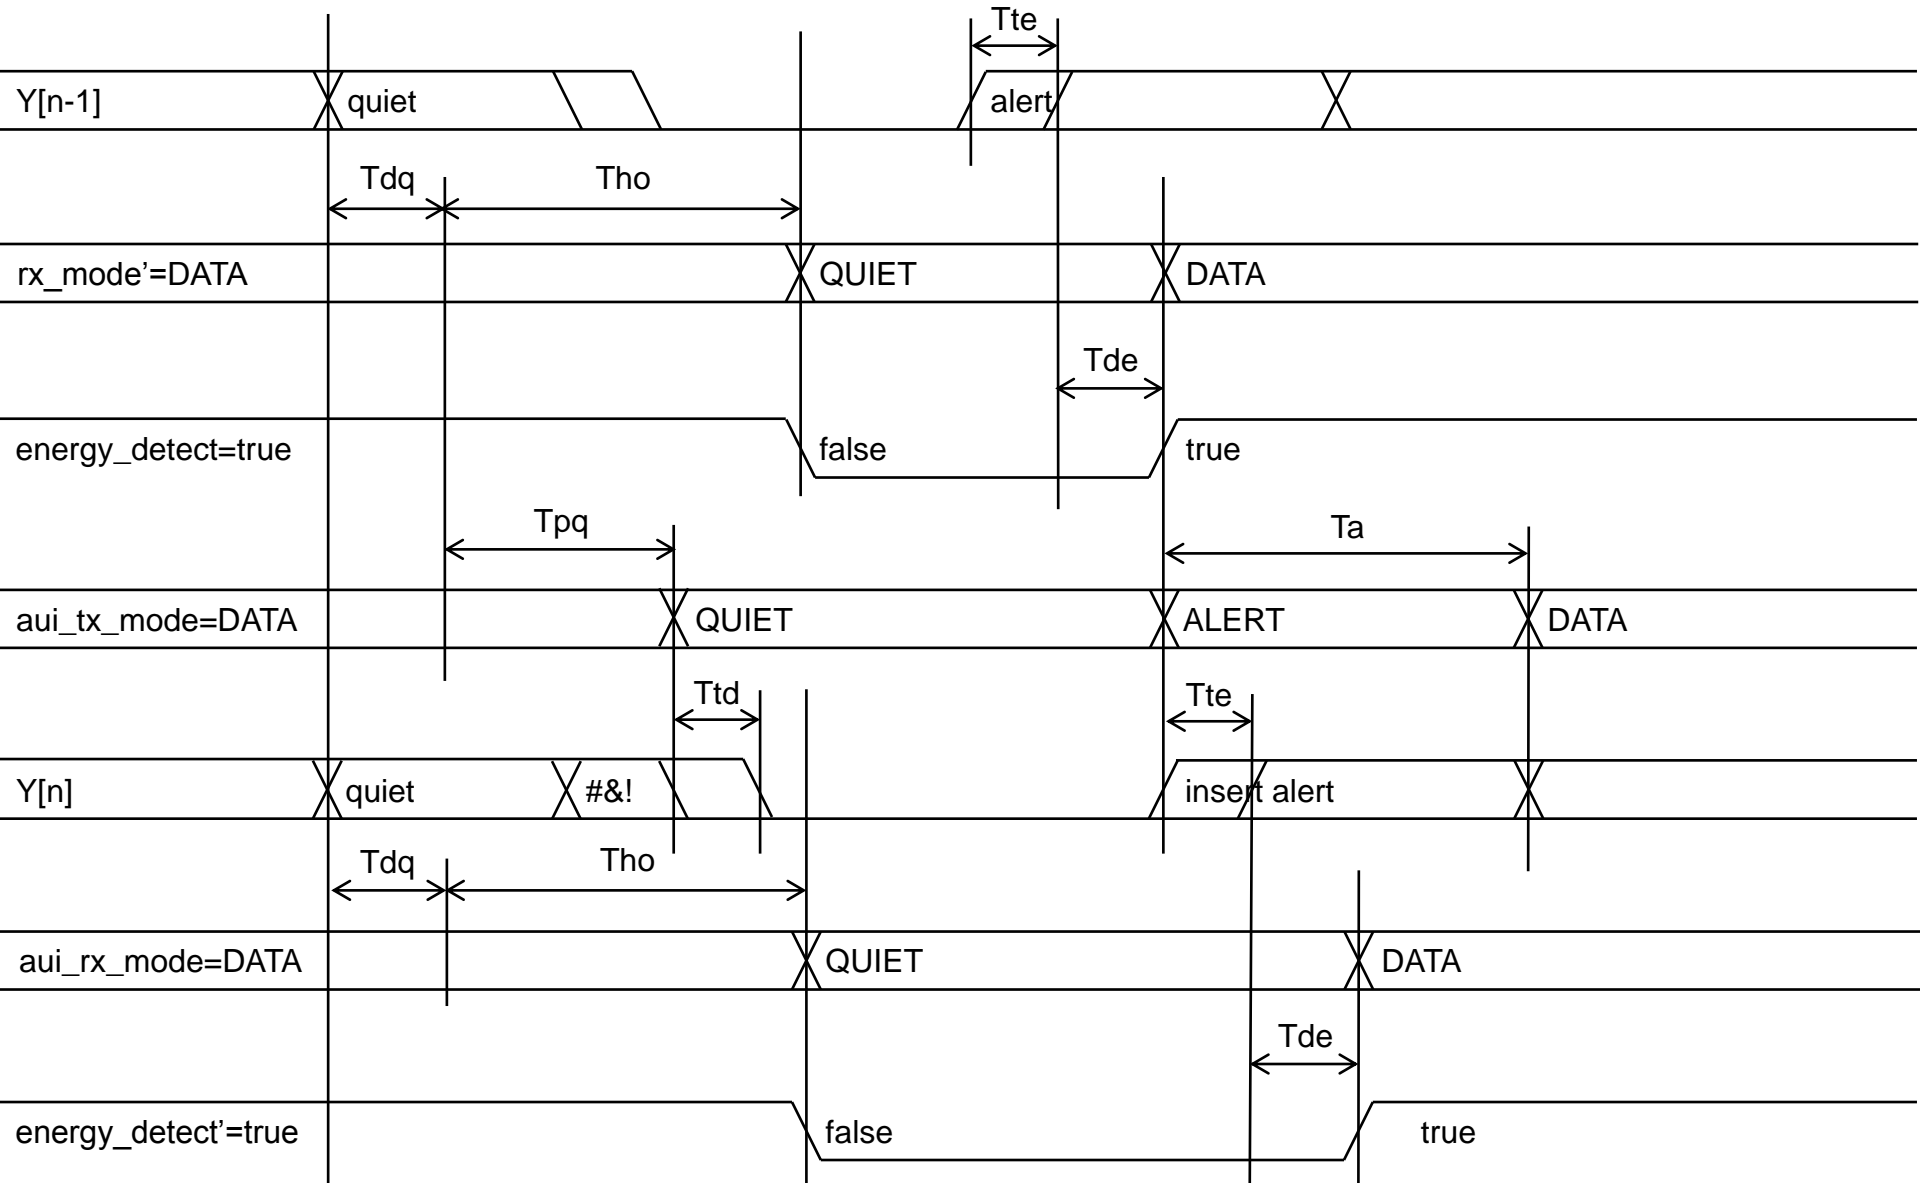 Tte
Y[n-1]
quiet
alert
Tdq
Tho
rx_mode’=DATA
QUIET
DATA
Tde
energy_detect=true
false
true
Tpq
Ta
aui_tx_mode=DATA
QUIET
ALERT
DATA
Ttd
Tte
Y[n]
quiet
#&!
insert alert
Tdq
Tho
aui_rx_mode=DATA
QUIET
DATA
Tde
energy_detect’=true
false
true